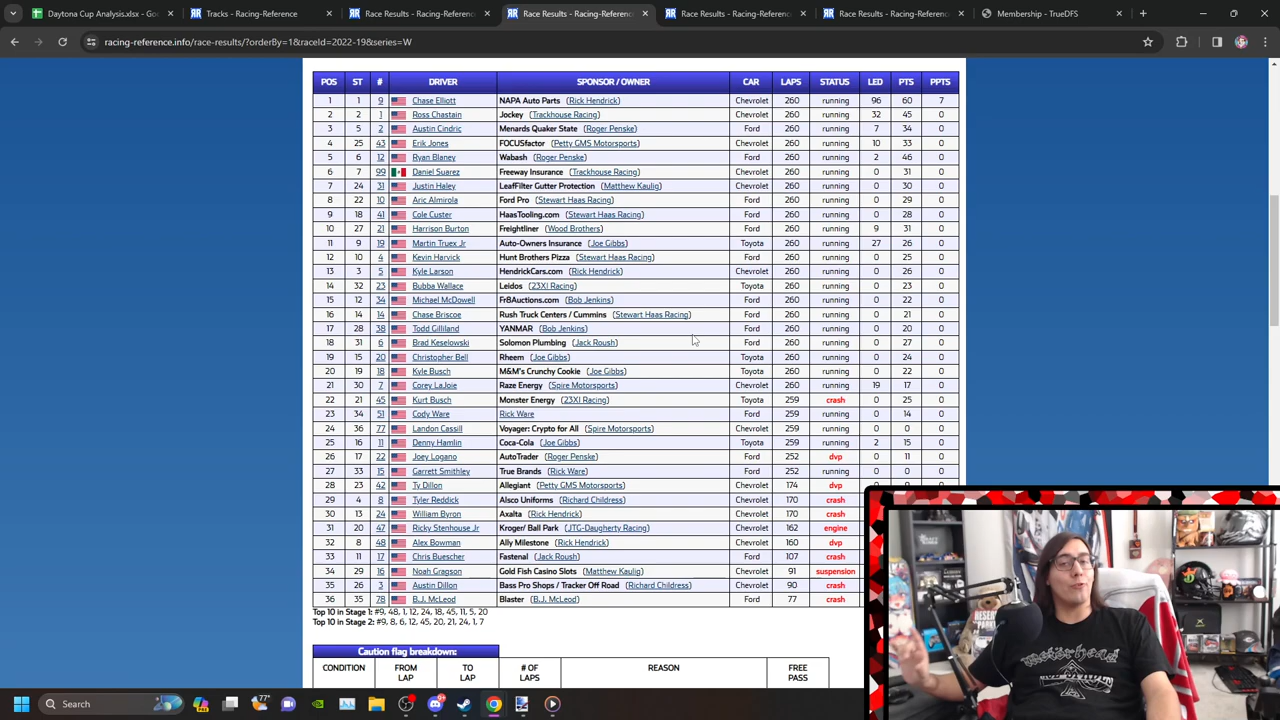 Daytona Cup Analysis.xlsx - Goo
Tracks - Racing-Reference
Race Results - Racing-Reference
Race Results - Racing-Reference
Race Results - Racing-Reference
Race Results - Racing-Reference
Membership - TrueDFS
racing-reference.info/race-results/?orderBy=1&raceId=2022-19&series=W
POS ST # DRIVER SPONSOR / OWNER CAR LAPS STATUS LED PTS PPTS
1 1 9 Chase Elliott NAPA Auto Parts (Rick Hendrick) Chevrolet 260 running 96 60 7
2 2 1 Ross Chastain Jockey (Trackhouse Racing) Chevrolet 260 running 32 45 0
3 5 2 Austin Cindric Menards Quaker State (Roger Penske) Ford 260 running 7 34 0
4 25 43 Erik Jones FOCUSfactor (Petty GMS Motorsports) Chevrolet 260 running 10 33 0
5 6 12 Ryan Blaney Wabash (Roger Penske) Ford 260 running 2 46 0
6 7 99 Daniel Suarez Freeway Insurance (Trackhouse Racing) Chevrolet 260 running 0 31 0
7 24 31 Justin Haley LeafFilter Gutter Protection (Matthew Kaulig) Chevrolet 260 running 0 30 0
8 22 10 Aric Almirola Ford Pro (Stewart Haas Racing) Ford 260 running 0 29 0
9 18 41 Cole Custer HaasTooling.com (Stewart Haas Racing) Ford 260 running 0 28 0
10 27 21 Harrison Burton Freightliner (Wood Brothers) Ford 260 running 9 31 0
11 9 19 Martin Truex Jr Auto-Owners Insurance (Joe Gibbs) Toyota 260 running 27 26 0
12 10 4 Kevin Harvick Hunt Brothers Pizza (Stewart Haas Racing) Ford 260 running 0 25 0
13 3 5 Kyle Larson HendrickCars.com (Rick Hendrick) Chevrolet 260 running 0 26 0
14 32 23 Bubba Wallace Leidos (23XI Racing) Toyota 260 running 0 23 0
15 12 34 Michael McDowell Fr8Auctions.com (Bob Jenkins) Ford 260 running 0 22 0
16 14 14 Chase Briscoe Rush Truck Centers / Cummins (Stewart Haas Racing) Ford 260 running 0 21 0
17 28 38 Todd Gilliland YANMAR (Bob Jenkins) Ford 260 running 0 20 0
18 31 6 Brad Keselowski Solomon Plumbing (Jack Roush) Ford 260 running 0 27 0
19 15 20 Christopher Bell Rheem (Joe Gibbs) Toyota 260 running 0 24 0
20 19 18 Kyle Busch M&M's Crunchy Cookie (Joe Gibbs) Toyota 260 running 0 22 0
21 30 7 Corey LaJoie Raze Energy (Spire Motorsports) Chevrolet 260 running 19 17 0
22 21 45 Kurt Busch Monster Energy (23XI Racing) Toyota 259 crash 0 25 0
23 34 51 Cody Ware Rick Ware Ford 259 running 0 14 0
24 36 77 Landon Cassill Voyager: Crypto for All (Spire Motorsports) Chevrolet 259 running 0 0 0
25 16 11 Denny Hamlin Coca-Cola (Joe Gibbs) Toyota 259 running 2 15 0
26 17 22 Joey Logano AutoTrader (Roger Penske) Ford 252 dvp 0 11 0
27 33 15 Garrett Smithley True Brands (Rick Ware) Ford 252 running 0 0 0
28 23 42 Ty Dillon Allegiant (Petty GMS Motorsports) Chevrolet 174 dvp
29 4 8 Tyler Reddick Alsco Uniforms (Richard Childress) Chevrolet 170 crash
30 13 24 William Byron Axalta (Rick Hendrick) Chevrolet 170 crash
31 20 47 Ricky Stenhouse Jr Kroger/ Ball Park (JTG-Daugherty Racing) Chevrolet 162 engine
32 8 48 Alex Bowman Ally Milestone (Rick Hendrick) Chevrolet 160 dvp
33 11 17 Chris Buescher Fastenal (Jack Roush) Ford 107 crash
34 29 16 Noah Gragson Gold Fish Casino Slots (Matthew Kaulig) Chevrolet 91 suspension
35 26 3 Austin Dillon Bass Pro Shops / Tracker Off Road (Richard Childress) Chevrolet 90 crash
36 35 78 B.J. McLeod Blaster (B.J. McLeod) Ford 77 crash
Top 10 in Stage 1: #9, 48, 1, 12, 24, 18, 45, 11, 5, 20
Top 10 in Stage 2: #9, 8, 6, 12, 45, 20, 21, 24, 1, 7
Caution flag breakdown:
CONDITION FROM LAP TO LAP # OF LAPS REASON FREE PASS
motörhead
Search
77°